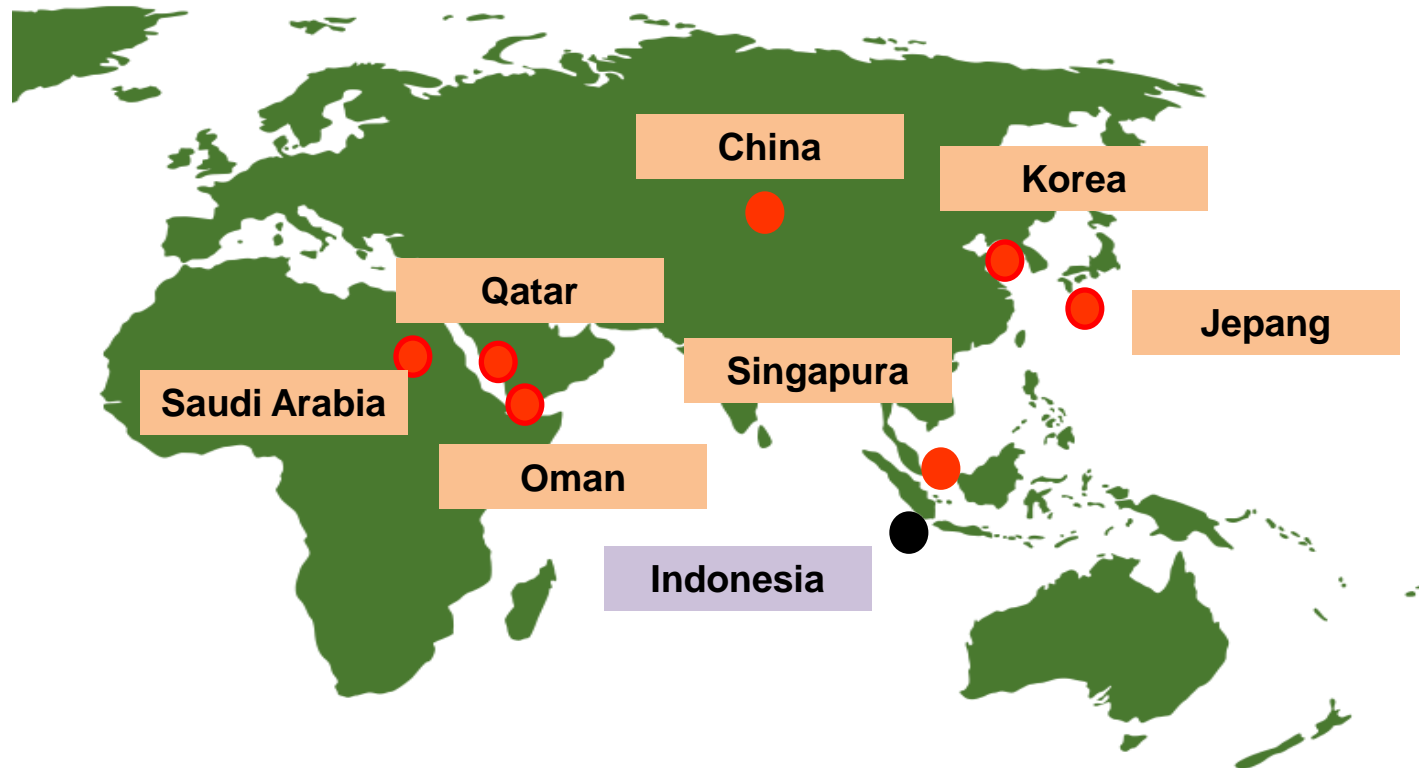 China
Korea
Qatar
Jepang
Singapura
Saudi Arabia
Oman
Indonesia